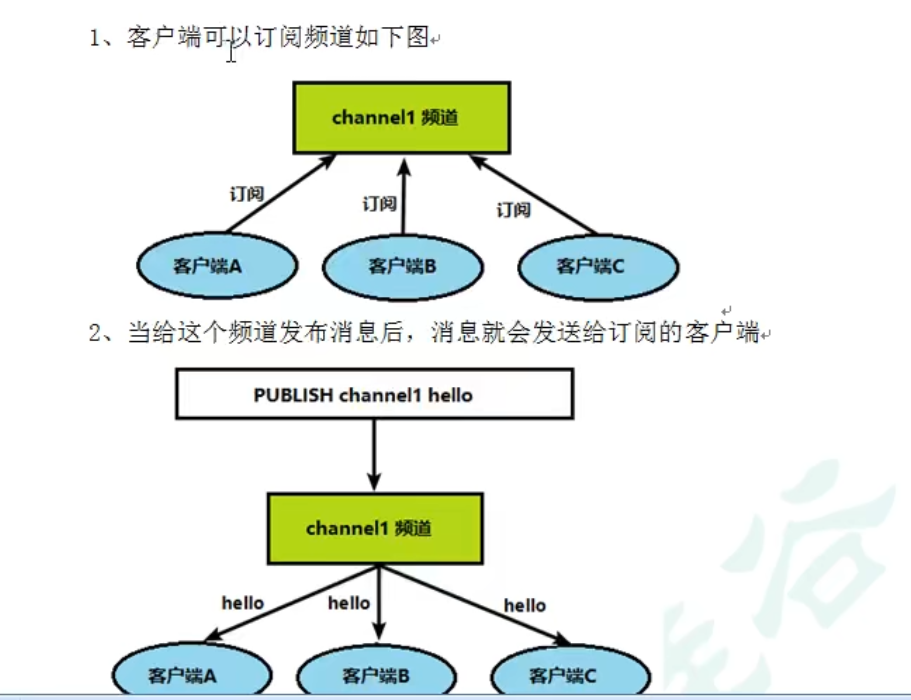 1、客户端可以订阅频道如下图
channel1 频道
订阅
订阅
订阅
客户端A
客户端B
客户端C
2、当给这个频道发布消息后，消息就会发送给订阅的客户端
PUBLISH channel1 hello
channel1 频道
hello
hello
hello
客户端A
客户端B
客户端C
谷